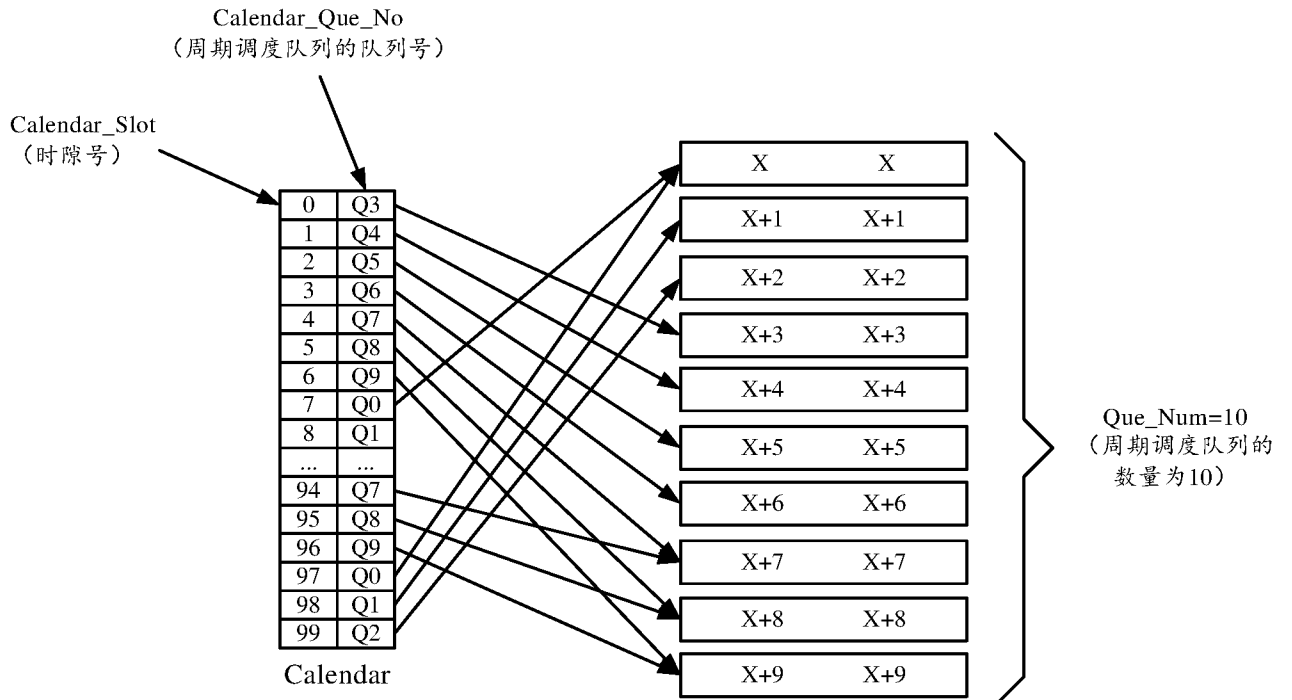 Calendar_Que_No
（周期调度队列的队列号）
Calendar_Slot
（时隙号）
0 Q3
1 Q4
2 Q5
3 Q6
4 Q7
5 Q8
6 Q9
7 Q0
8 Q1
... ...
94 Q7
95 Q8
96 Q9
97 Q0
98 Q1
99 Q2
Calendar
X X
X+1 X+1
X+2 X+2
X+3 X+3
X+4 X+4
X+5 X+5
X+6 X+6
X+7 X+7
X+8 X+8
X+9 X+9
Que_Num=10
（周期调度队列的
数量为10）